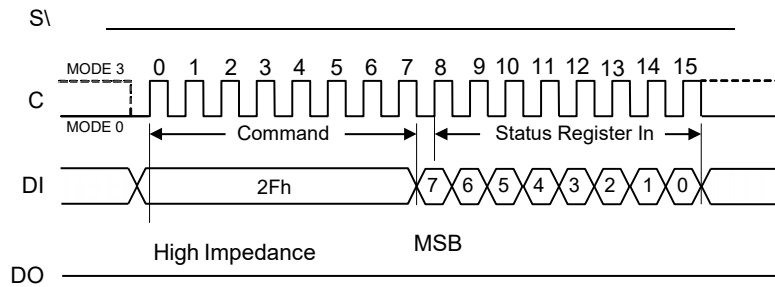 S\
MODE 3 0 1 2 3 4 5 6 7 8 9 10 11 12 13 14 15
C
MODE 0
Command Status Register In
DI 2Fh 7 6 5 4 3 2 1 0
High Impedance MSB
DO